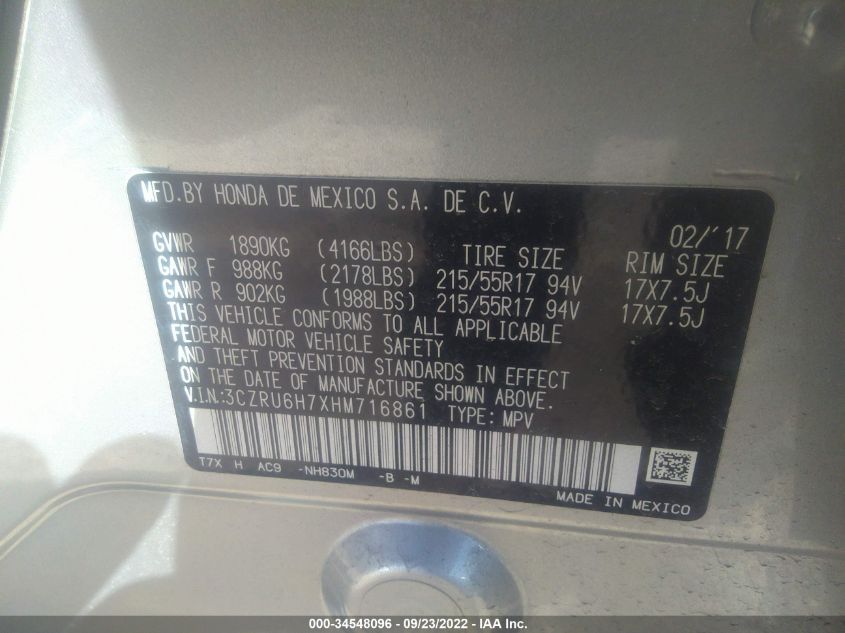 MFD.BY HONDA DE MEXICO S.A. DE C.V.
02/'17
GVWR 1890KG (4166LBS) TIRE SIZE RIM SIZE
GAWR F 988KG (2178LBS) 215/55R17 94V 17X7.5J
GAWR R 902KG (1988LBS) 215/55R17 94V 17X7.5J
THIS VEHICLE CONFORMS TO ALL APPLICABLE
FEDERAL MOTOR VEHICLE SAFETY
AND THEFT PREVENTION STANDARDS IN EFFECT
ON THE DATE OF MANUFACTURE SHOWN ABOVE.
V.I.N:3CZRU6H7XHM716861 TYPE: MPV
T7X H AC9 -NH830M -B -M
MADE IN MEXICO
000-34548096 - 09/23/2022 - IAA Inc.